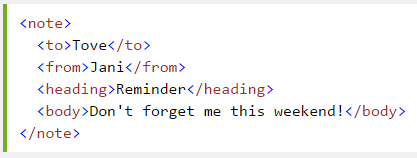 <note>
  <to>Tove</to>
  <from>Jani</from>
  <heading>Reminder</heading>
  <body>Don't forget me this weekend!</body>
</note>